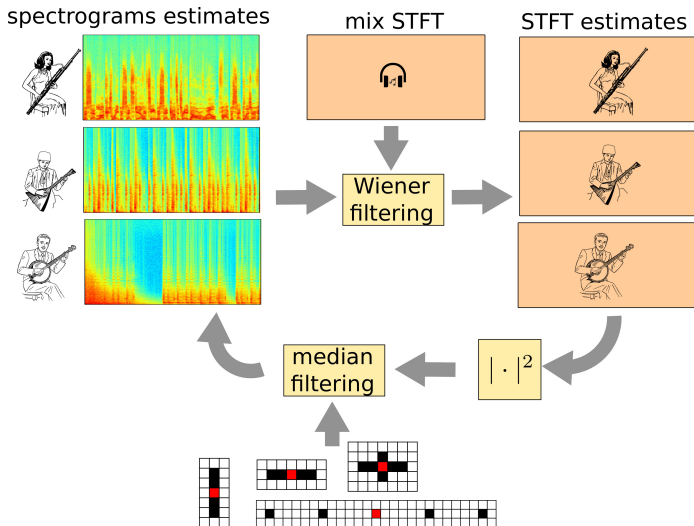 spectrograms estimates
mix STFT
STFT estimates
Wiener
filtering
median
filtering
| · |²